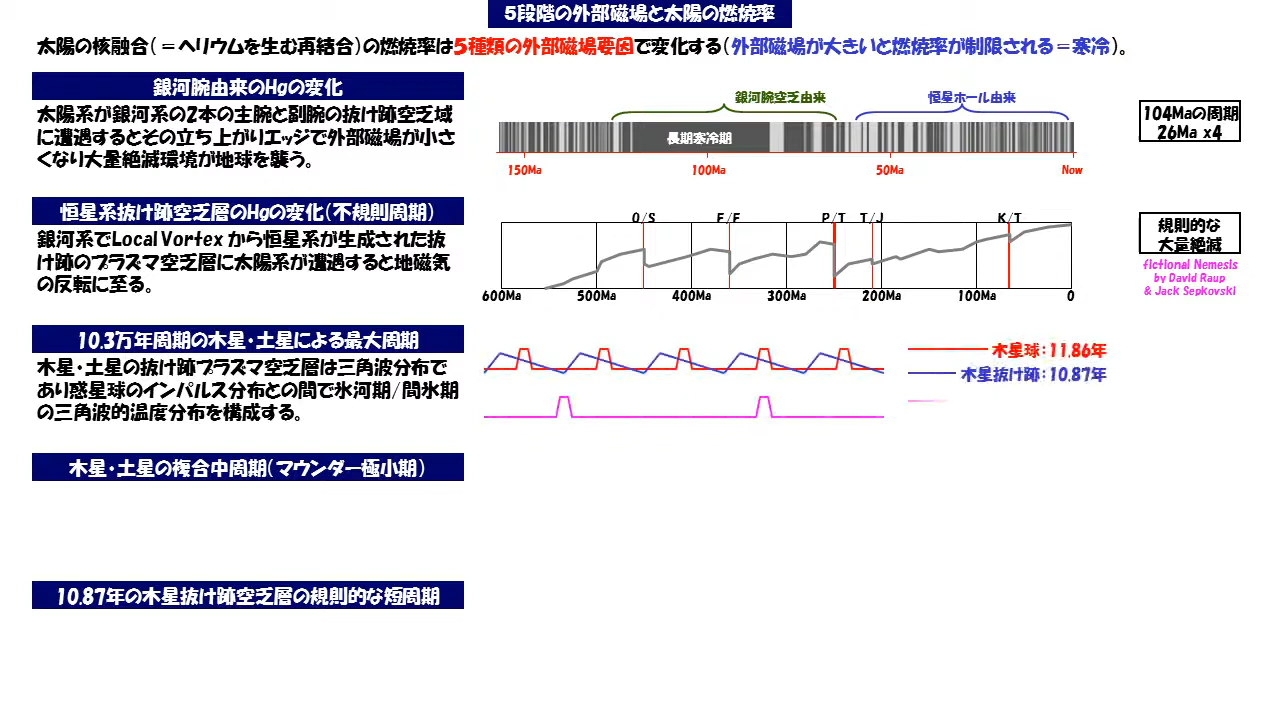 5段階の外部磁場と太陽の燃焼率
太陽の核融合(=ヘリウムを生む再結合)の燃焼率は5種類の外部磁場要因で変化する(外部磁場が大きいと燃焼率が制限される=寒冷)。
銀河腕由来のHgの変化
太陽系が銀河系の2本の主腕と副腕の抜け跡空乏域
に遭遇するとその立ち上がりエッジで外部磁場が小さ
くなり大量絶滅環境が地球を襲う。
銀河腕空乏由来
恒星ホール由来
長期寒冷期
150Ma
100Ma
50Ma
Now
104Maの周期
26Ma x4
恒星系抜け跡空乏層のHgの変化(不規則周期)
銀河系でLocal Vortexから恒星系が生成された抜
け跡のプラズマ空乏層に太陽系が遭遇すると地磁気
の反転に至る。
O/S
F/F
P/T
T/J
K/T
600Ma
500Ma
400Ma
300Ma
200Ma
100Ma
0
規則的な
大量絶滅
fictional Nemesis
by David Raup
& Jack Sepkovski
10.3万年周期の木星・土星による最大周期
木星・土星の抜け跡プラズマ空乏層は三角波分布で
あり惑星球のインパルス分布との間で氷河期/間氷期
の三角波的温度分布を構成する。
木星球:11.86年
木星抜け跡:10.87年
木星・土星の複合中周期(マウンダー極小期)
10.87年の木星抜け跡空乏層の規則的な短周期